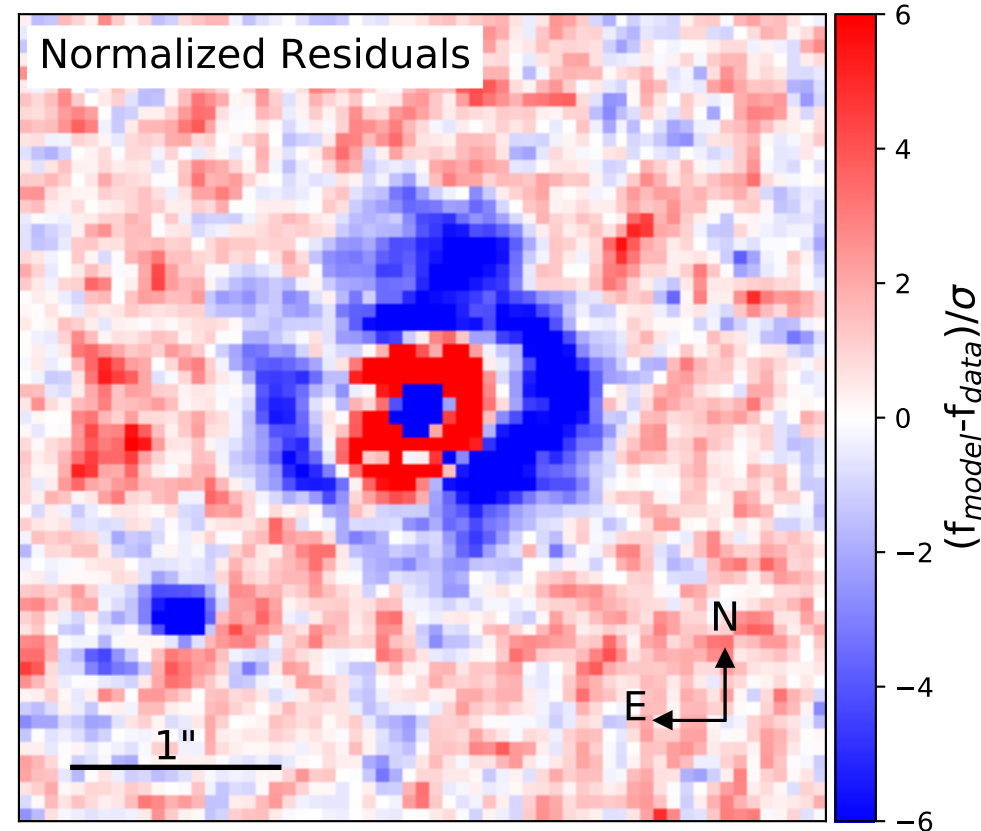 Normalized Residuals
6
4
2
0
−2
−4
−6
(f_model-f_data)/σ
N
E
1"